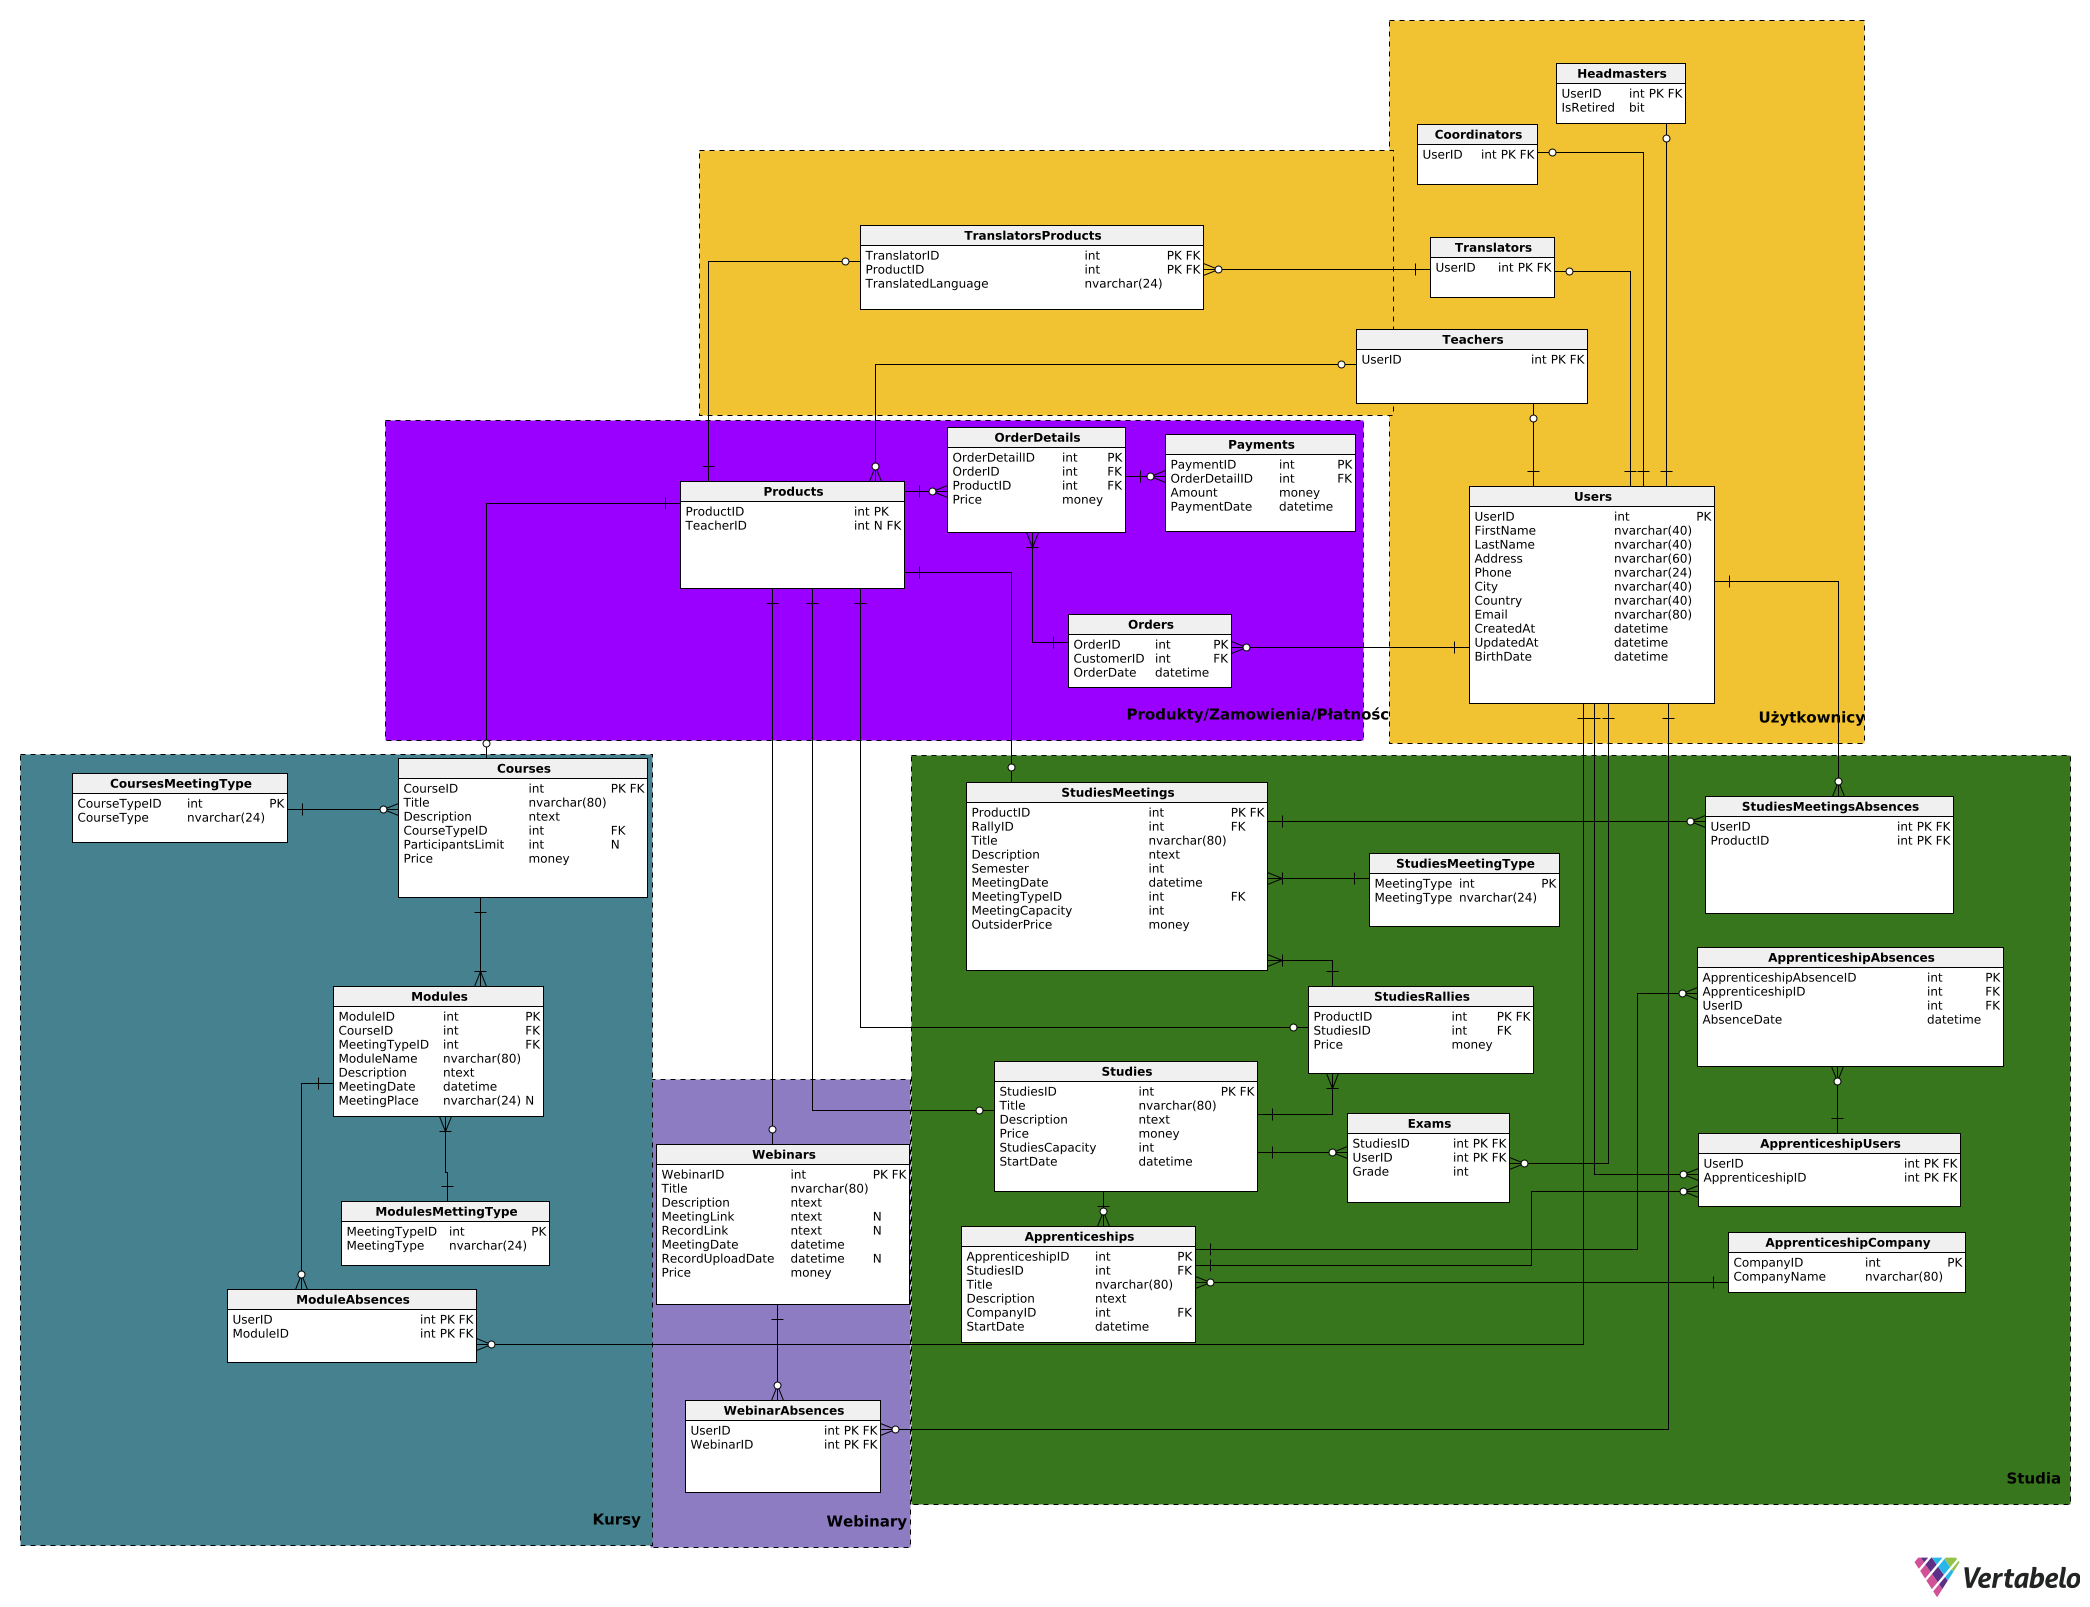 Headmasters
UserID int PK FK
IsRetired bit
Coordinators
UserID int PK FK
TranslatorsProducts
TranslatorID int PK FK
ProductID int PK FK
TranslatedLanguage nvarchar(24)
Translators
UserID int PK FK
Teachers
UserID int PK FK
OrderDetails
OrderDetailID int PK
OrderID int FK
ProductID int FK
Price money
Payments
PaymentID int PK
OrderDetailID int FK
Amount money
PaymentDate datetime
Products
ProductID int PK
TeacherID int N FK
Users
UserID int PK
FirstName nvarchar(40)
LastName nvarchar(40)
Address nvarchar(60)
Phone nvarchar(24)
City nvarchar(40)
Country nvarchar(40)
Email nvarchar(80)
CreatedAt datetime
UpdatedAt datetime
BirthDate datetime
Orders
OrderID int PK
CustomerID int FK
OrderDate datetime
Produkty/Zamowienia/Płatnośc
Użytkownicy
CoursesMeetingType
CourseTypeID int PK
CourseType nvarchar(24)
Courses
CourseID int PK FK
Title nvarchar(80)
Description ntext
CourseTypeID int FK
ParticipantsLimit int N
Price money
StudiesMeetings
ProductID int PK FK
RallyID int FK
Title nvarchar(80)
Description ntext
Semester int
MeetingDate datetime
MeetingTypeID int FK
MeetingCapacity int
OutsiderPrice money
StudiesMeetingsAbsences
UserID int PK FK
ProductID int PK FK
StudiesMeetingType
MeetingType int PK
MeetingType nvarchar(24)
ApprenticeshipAbsences
ApprenticeshipAbsenceID int PK
ApprenticeshipID int FK
UserID int FK
AbsenceDate datetime
Modules
ModuleID int PK
CourseID int FK
MeetingTypeID int FK
ModuleName nvarchar(80)
Description ntext
MeetingDate datetime
MeetingPlace nvarchar(24) N
StudiesRallies
ProductID int PK FK
StudiesID int FK
Price money
Studies
StudiesID int PK FK
Title nvarchar(80)
Description ntext
Price money
StudiesCapacity int
StartDate datetime
Exams
StudiesID int PK FK
UserID int PK FK
Grade int
ApprenticeshipUsers
UserID int PK FK
ApprenticeshipID int PK FK
Webinars
WebinarID int PK FK
Title nvarchar(80)
Description ntext
MeetingLink ntext N
RecordLink ntext N
MeetingDate datetime
RecordUploadDate datetime N
Price money
ModulesMettingType
MeetingTypeID int PK
MeetingType nvarchar(24)
Apprenticeships
ApprenticeshipID int PK
StudiesID int FK
Title nvarchar(80)
Description ntext
CompanyID int FK
StartDate datetime
ApprenticeshipCompany
CompanyID int PK
CompanyName nvarchar(80)
ModuleAbsences
UserID int PK FK
ModuleID int PK FK
WebinarAbsences
UserID int PK FK
WebinarID int PK FK
Studia
Kursy
Webinary
Vertabelo